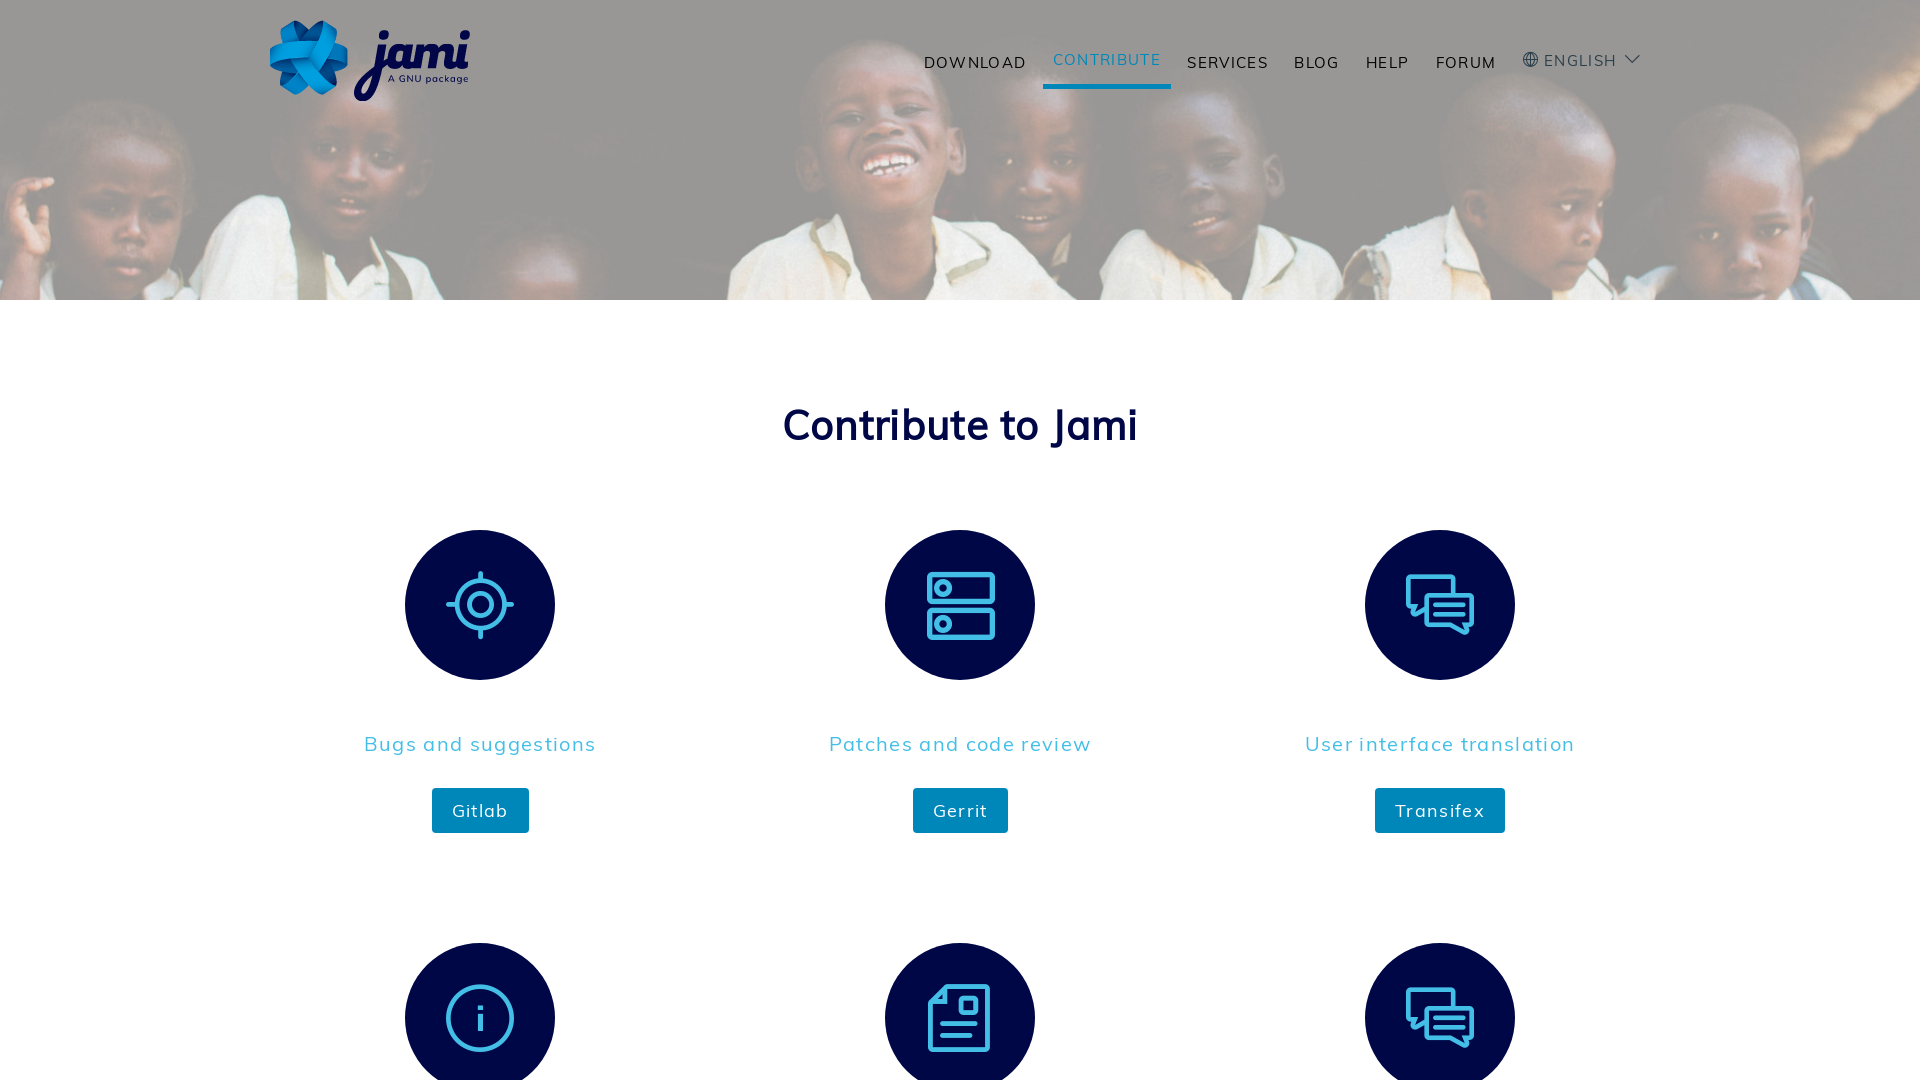 jami
A GNU package
DOWNLOAD
CONTRIBUTE
SERVICES
BLOG
HELP
FORUM
ENGLISH
Contribute to Jami
Bugs and suggestions
Patches and code review
User interface translation
Gitlab
Gerrit
Transifex